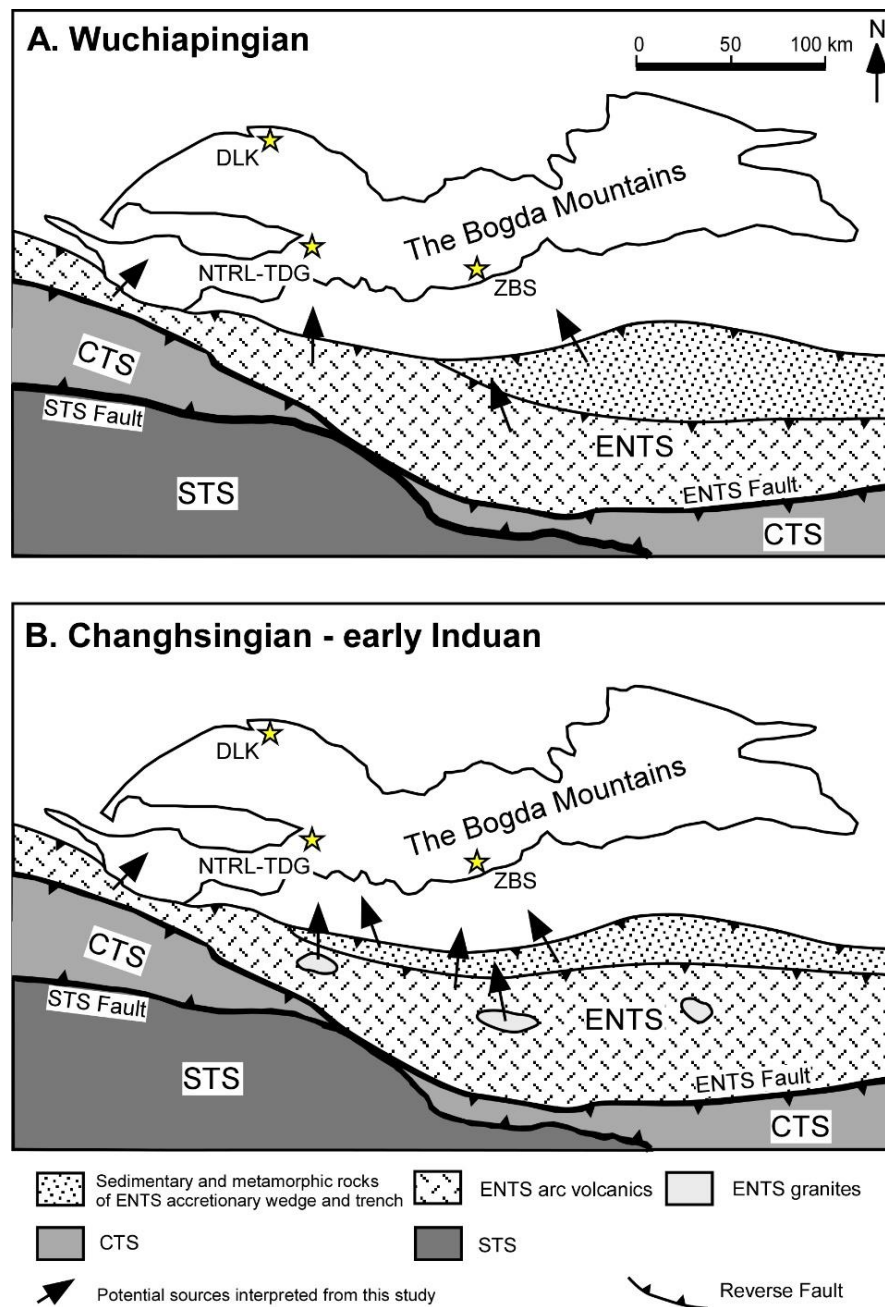 A. Wuchiapingian
0 50 100 km
N
DLK
The Bogda Mountains
NTRL-TDG
ZBS
CTS
STS Fault
ENTS
STS
ENTS Fault
CTS
B. Changhsingian - early Induan
DLK
The Bogda Mountains
NTRL-TDG
ZBS
CTS
STS Fault
ENTS
STS
ENTS Fault
CTS
Sedimentary and metamorphic rocks
of ENTS accretionary wedge and trench
ENTS arc volcanics
ENTS granites
CTS
STS
Potential sources interpreted from this study
Reverse Fault